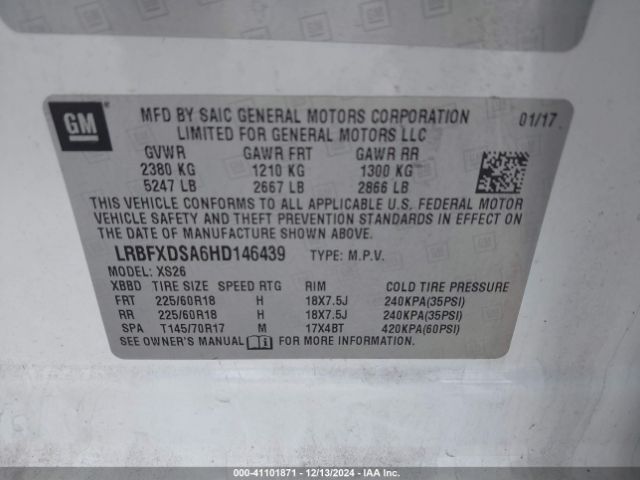 GM
MFD BY SAIC GENERAL MOTORS CORPORATION 01/17
LIMITED FOR GENERAL MOTORS LLC
GVWR GAWR FRT GAWR RR
2380 KG 1210 KG 1300 KG
5247 LB 2667 LB 2866 LB
THIS VEHICLE CONFORMS TO ALL APPLICABLE U.S. FEDERAL MOTOR
VEHICLE SAFETY AND THEFT PREVENTION STANDARDS IN EFFECT ON
THE DATE OF MANUFACTURE SHOWN ABOVE.
LRBFXDSA6HD146439 TYPE: M.P.V.
MODEL: XS26
XBBD TIRE SIZE SPEED RTG RIM COLD TIRE PRESSURE
FRT 225/60R18 H 18X7.5J 240KPA(35PSI)
RR 225/60R18 H 18X7.5J 240KPA(35PSI)
SPA T145/70R17 M 17X4BT 420KPA(60PSI)
SEE OWNER'S MANUAL FOR MORE INFORMATION.
000-41101871 - 12/13/2024 - IAAI.COM